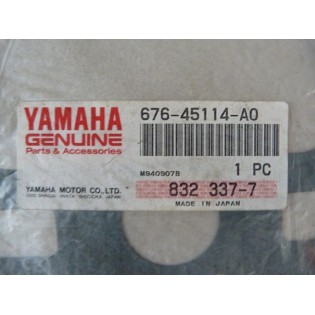 YAMAHA
GENUINE
Parts & Accessories
676-45114-A0
M940907B
1 PC
YAMAHA MOTOR CO., LTD.
832 337-7
MADE IN JAPAN